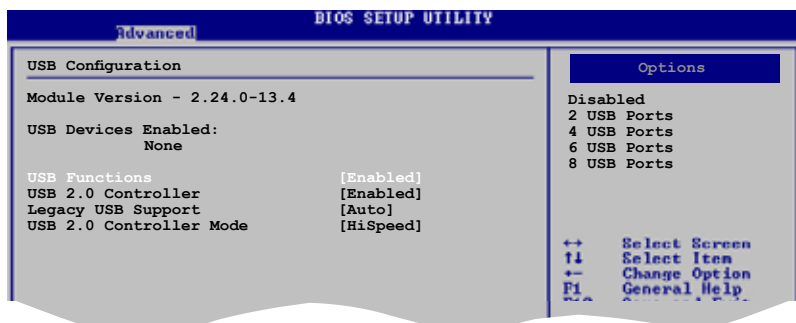 BIOS SETUP UTILITY
Advanced
USB Configuration
Module Version - 2.24.0-13.4
USB Devices Enabled:
None
USB Functions [Enabled]
USB 2.0 Controller [Enabled]
Legacy USB Support [Auto]
USB 2.0 Controller Mode [HiSpeed]
Options
Disabled
2 USB Ports
4 USB Ports
6 USB Ports
8 USB Ports
↔ Select Screen
↑↓ Select Item
+- Change Option
F1 General Help